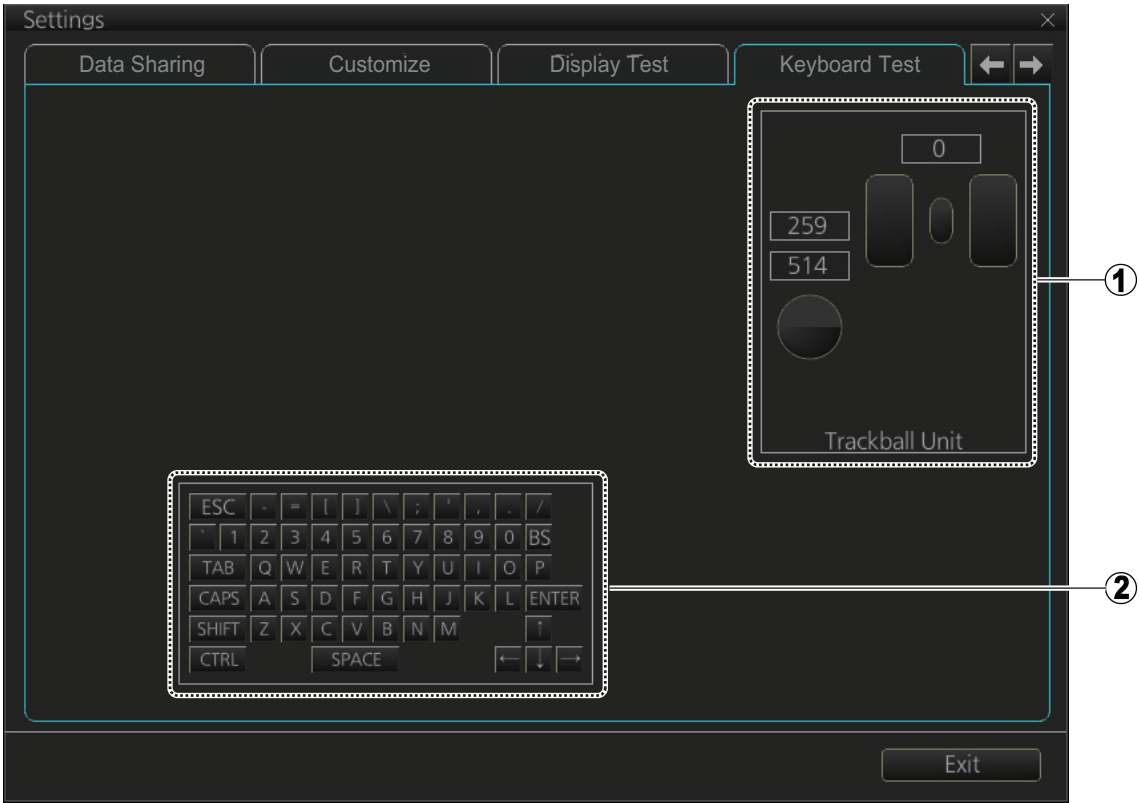 Settings
Data Sharing Customize Display Test Keyboard Test ← →
0
259
514
1
Trackball Unit
ESC - = [ ] \ ; ' , . /
` 1 2 3 4 5 6 7 8 9 0 BS
TAB Q W E R T Y U I O P
CAPS A S D F G H J K L ENTER
2
SHIFT Z X C V B N M ↑
CTRL SPACE ← ↓ →
Exit